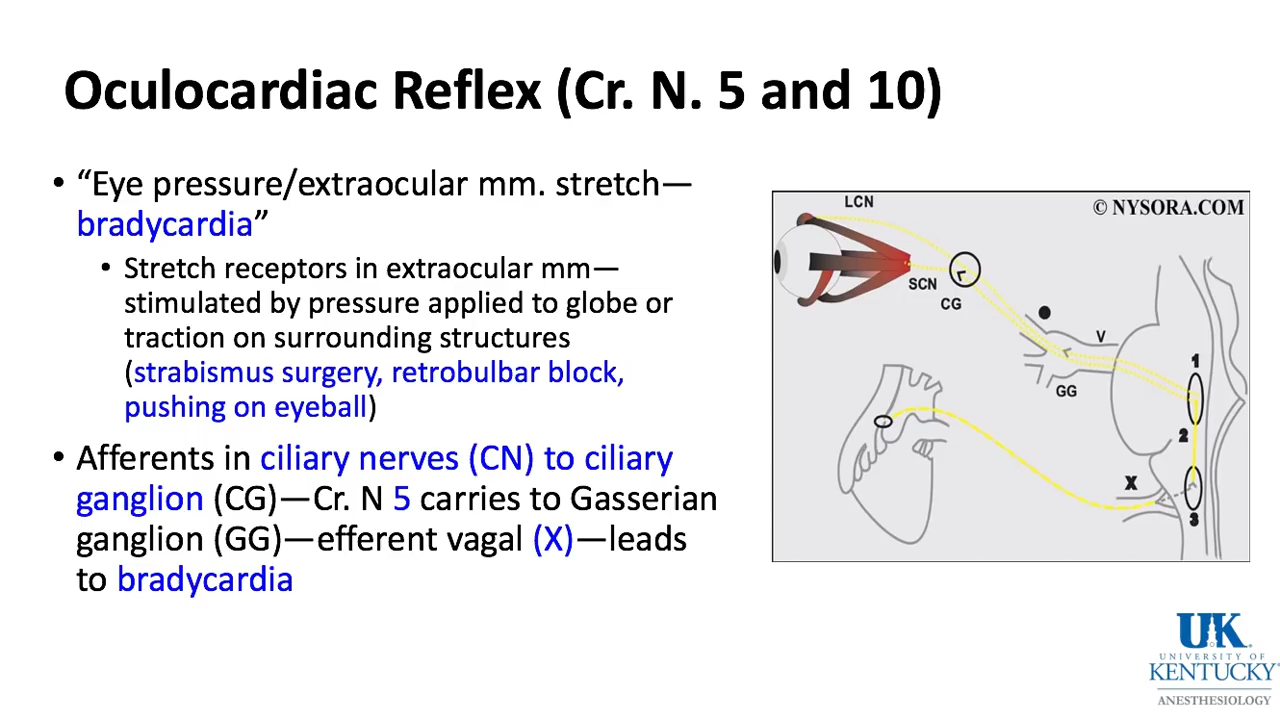 Oculocardiac Reflex (Cr. N. 5 and 10)
• “Eye pressure/extraocular mm. stretch—
bradycardia”
• Stretch receptors in extraocular mm—
stimulated by pressure applied to globe or
traction on surrounding structures
(strabismus surgery, retrobulbar block,
pushing on eyeball)
• Afferents in ciliary nerves (CN) to ciliary
ganglion (CG)—Cr. N 5 carries to Gasserian
ganglion (GG)—efferent vagal (X)—leads
to bradycardia
LCN
© NYSORA.COM
SCN
CG
V
GG
1
2
X
3
UK
UNIVERSITY OF
KENTUCKY
ANESTHESIOLOGY